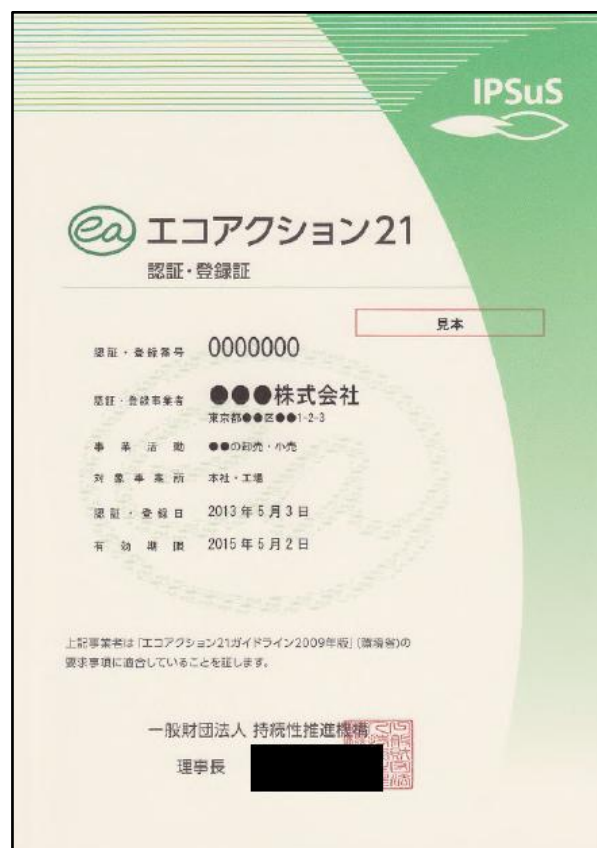 IPSuS
ea エコアクション21
認証・登録証
見本
認証・登録番号 0000000
認証・登録事業者 ●●●株式会社
東京都●●区●●1-2-3
事業活動 ●●の卸売・小売
対象事業所 本社・工場
認証・登録日 2013年5月3日
有効期限 2015年5月2日
上記事業者は「エコアクション21ガイドライン2009年版」(環境省)の
要求事項に適合していることを証します。
一般財団法人 持続性推進機構
理事長